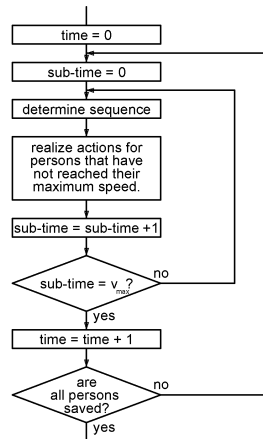 time = 0
sub-time = 0
determine sequence
realize actions for
persons that have
not reached their
maximum speed.
sub-time = sub-time +1
sub-time = vmax?
no
yes
time = time + 1
are
all persons
saved?
no
yes